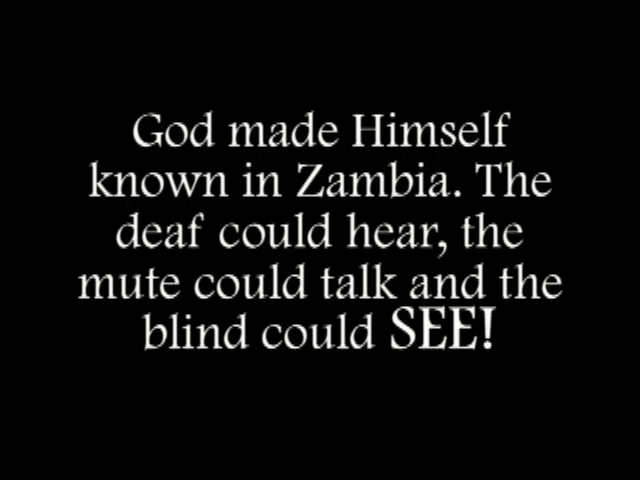 God made Himself
known in Zambia. The
deaf could hear, the
mute could talk and the
blind could SEE!